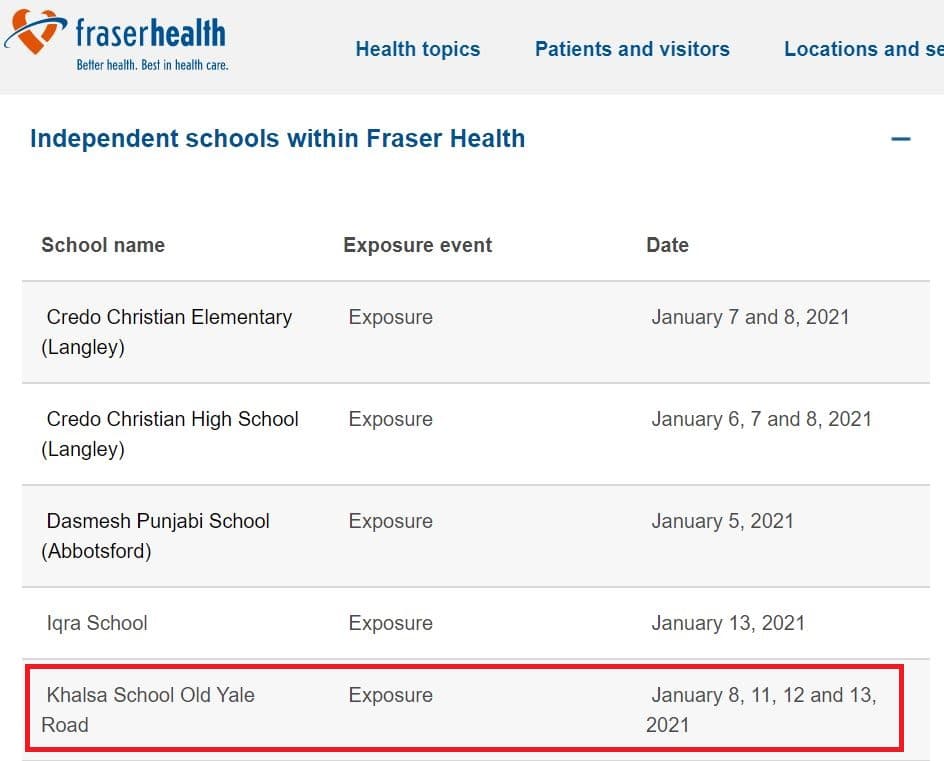 fraserhealth
Better health. Best in health care.
Health topics
Patients and visitors
Locations and se
Independent schools within Fraser Health
School name
Exposure event
Date
Credo Christian Elementary
(Langley)
Exposure
January 7 and 8, 2021
Credo Christian High School
(Langley)
Exposure
January 6, 7 and 8, 2021
Dasmesh Punjabi School
(Abbotsford)
Exposure
January 5, 2021
Iqra School
Exposure
January 13, 2021
Khalsa School Old Yale
Road
Exposure
January 8, 11, 12 and 13,
2021